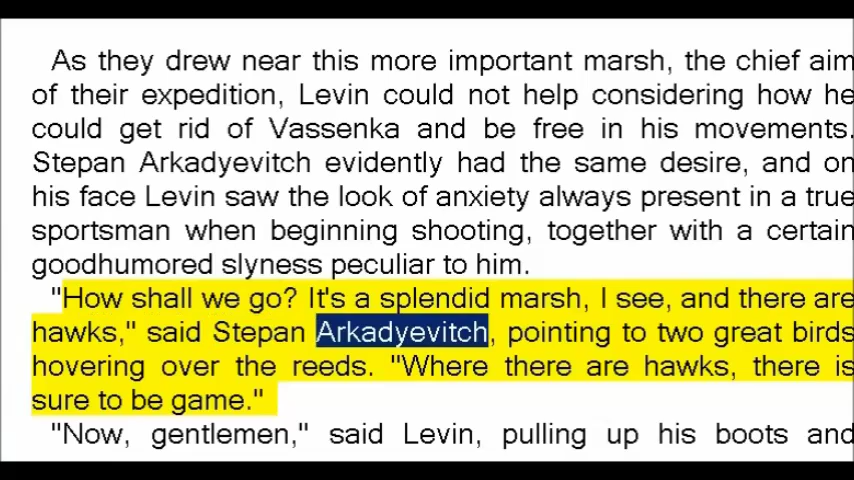 As they drew near this more important marsh, the chief aim
of their expedition, Levin could not help considering how he
could get rid of Vassenka and be free in his movements.
Stepan Arkadyevitch evidently had the same desire, and on
his face Levin saw the look of anxiety always present in a true
sportsman when beginning shooting, together with a certain
goodhumored slyness peculiar to him.
"How shall we go? It's a splendid marsh, I see, and there are
hawks," said Stepan Arkadyevitch, pointing to two great birds
hovering over the reeds. "Where there are hawks, there is
sure to be game."
"Now, gentlemen," said Levin, pulling up his boots and